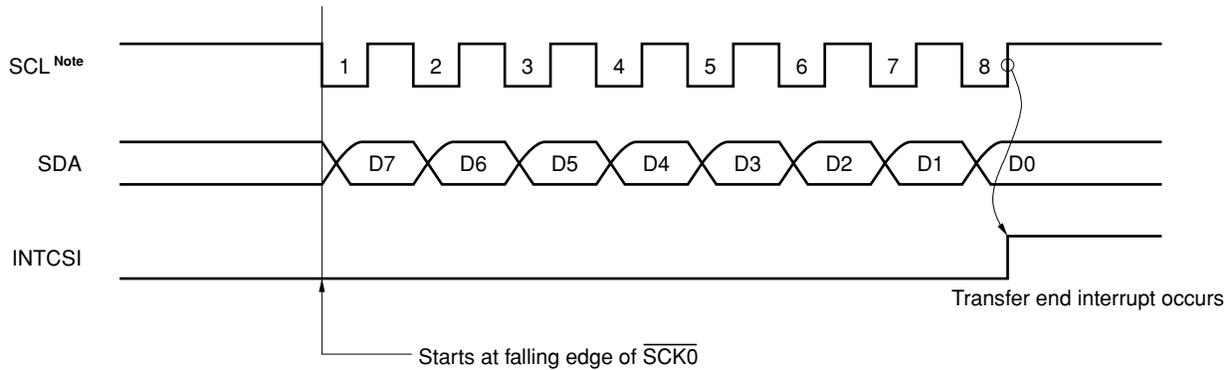 SCL Note
1 2 3 4 5 6 7 8
SDA
D7 D6 D5 D4 D3 D2 D1 D0
INTCSI
Transfer end interrupt occurs
Starts at falling edge of SCK0